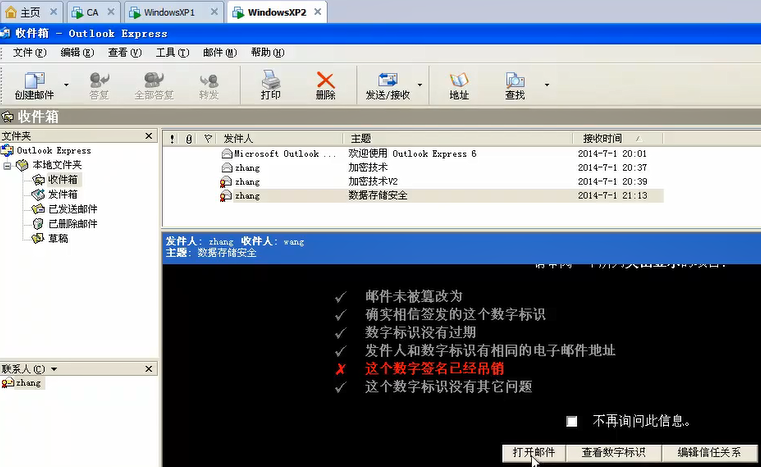 主页 CA WindowsXP1 WindowsXP2
收件箱 - Outlook Express
文件(F) 编辑(E) 查看(V) 工具(T) 邮件(M) 帮助(H)
创建邮件 答复 全部答复 转发 打印 删除 发送/接收 地址 查找
收件箱
文件夹
Outlook Express
本地文件夹
收件箱
发件箱
已发送邮件
已删除邮件
草稿
! 发件人 主题 接收时间
Microsoft Outlook ... 欢迎使用 Outlook Express 6 2014-7-1 20:01
zhang 加密技术 2014-7-1 20:37
zhang 加密技术V2 2014-7-1 20:39
zhang 数据存储安全 2014-7-1 21:13
发件人: zhang 收件人: wang
主题: 数据存储安全
邮件未被篡改为
确实相信签发的这个数字标识
数字标识没有过期
发件人和数字标识有相同的电子邮件地址
这个数字签名已经吊销
这个数字标识没有其它问题
不再询问此信息。
打开邮件 查看数字标识 编辑信任关系
联系人(C)
zhang